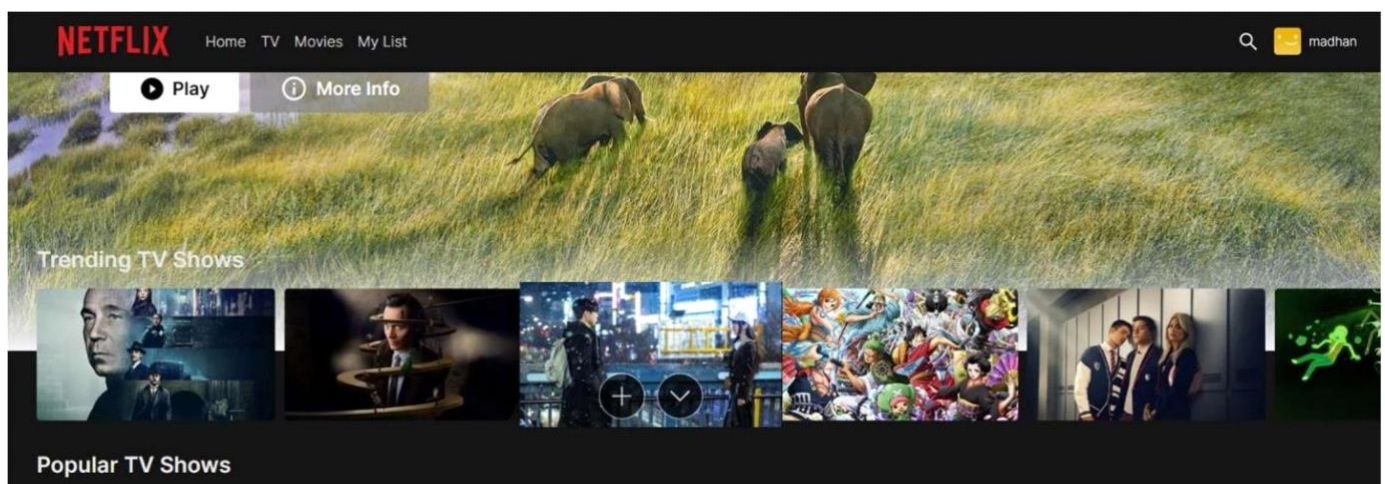 NETFLIX Home TV Movies My List madhan
Play More Info
Trending TV Shows
Popular TV Shows